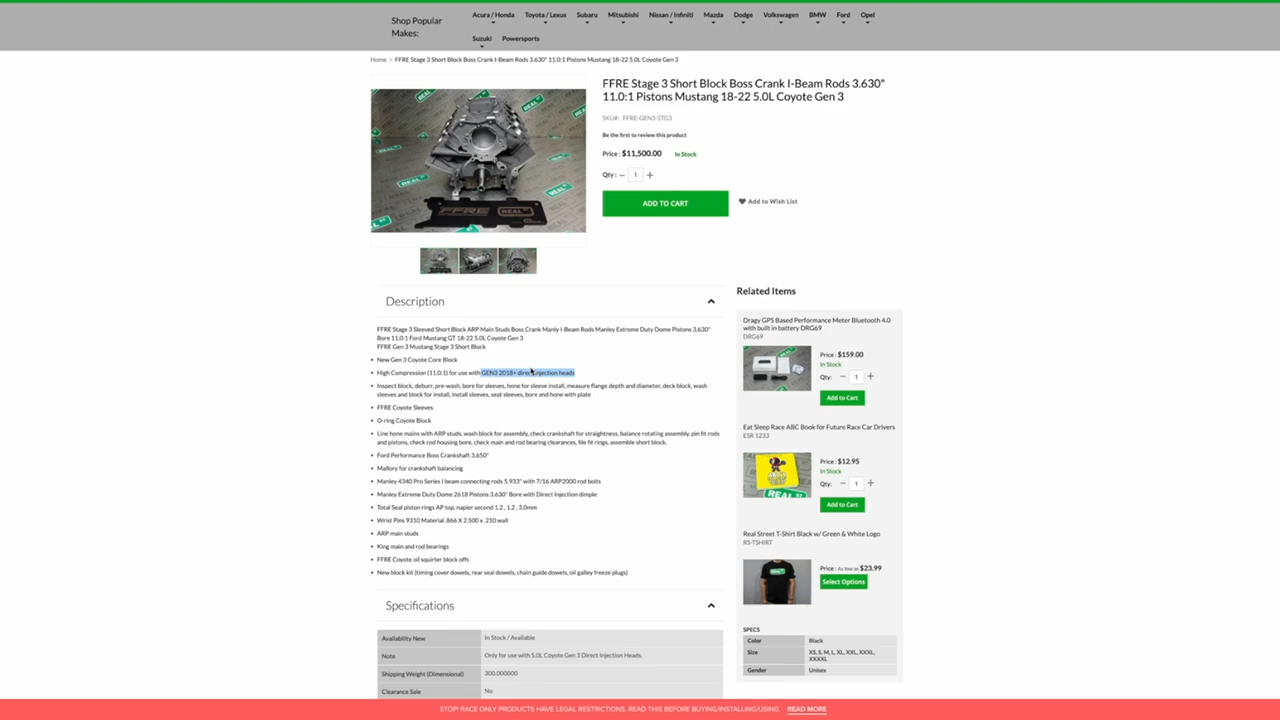 Shop Popular
Makes:
Acura / Honda
Toyota / Lexus
Subaru
Mitsubishi
Nissan / Infiniti
Mazda
Dodge
Volkswagen
BMW
Ford
Opel
Suzuki
Powersports
Home > FFRE Stage 3 Short Block Boss Crank I-Beam Rods 3.630" 11.0:1 Pistons Mustang 18-22 5.0L Coyote Gen 3
FFRE Stage 3 Short Block Boss Crank I-Beam Rods 3.630"
11.0:1 Pistons Mustang 18-22 5.0L Coyote Gen 3
SKU#: FFRE-GEN3-STG3
Be the first to review this product
Price : $11,500.00 In Stock
Qty : − 1 +
ADD TO CART
Add to Wish List
FFRE
REAL
Description
FFRE Stage 3 Sleeved Short Block ARP Main Studs Boss Crank Manly I-Beam Rods Manley Extreme Duty Dome Pistons 3.630"
Bore 11.0:1 Ford Mustang GT 18-22 5.0L Coyote Gen 3
FFRE Gen 3 Mustang Stage 3 Short Block
• New Gen 3 Coyote Core Block
• High Compression (11.0:1) for use with GEN3 2018+ direct injection heads
• Inspect block, deburr, pre-wash, bore for sleeves, hone for sleeve install, measure flange depth and diameter, deck block, wash
sleeves and block for install, install sleeves, seat sleeves, bore and hone with plate
• FFRE Coyote Sleeves
• O-ring Coyote Block
• Line hone mains with ARP studs, wash block for assembly, check crankshaft for straightness, balance rotating assembly, pin fit rods
and pistons, check rod housing bore, check main and rod bearing clearances, file fit rings, assemble short block.
• Ford Performance Boss Crankshaft 3.650"
• Mallory for crankshaft balancing
• Manley 4340 Pro Series I beam connecting rods 5.933" with 7/16 ARP2000 rod bolts
• Manley Extreme Duty Dome 2618 Pistons 3.630" Bore with Direct Injection dimple
• Total Seal piston rings AP top, napier second 1.2 , 1.2 , 3.0mm
• Wrist Pins 9310 Material .866 X 2.500 x .210 wall
• ARP main studs
• King main and rod bearings
• FFRE Coyote oil squirter block offs
• New block kit (timing cover dowels, rear seal dowels, chain guide dowels, oil galley freeze plugs)
Specifications
Availability New In Stock / Available
Note Only for use with 5.0L Coyote Gen 3 Direct Injection Heads.
Shipping Weight (Dimensional) 300.000000
Clearance Sale No
Related Items
Dragy GPS Based Performance Meter Bluetooth 4.0
with built in battery DRG69
DRG69
Price : $159.00
In Stock
Qty: − 1 +
Add to Cart
Eat Sleep Race ABC Book for Future Race Car Drivers
ESR 1233
Price : $12.95
In Stock
Qty: − 1 +
Add to Cart
Real Street T-Shirt Black w/ Green & White Logo
RS-TSHIRT
Price : As low as $23.99
Select Options
SPECS
Color Black
Size XS, S, M, L, XL, XXL, XXXL,
XXXXL
Gender Unisex
STOP! RACE ONLY PRODUCTS HAVE LEGAL RESTRICTIONS. READ THIS BEFORE BUYING/INSTALLING/USING. READ MORE